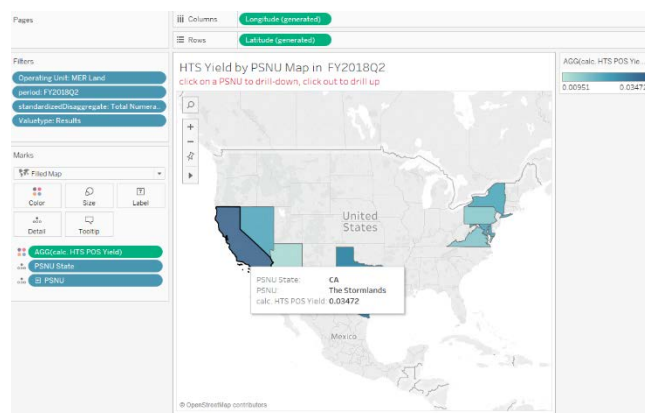 Pages
Columns
Longitude (generated)
Rows
Latitude (generated)
Filters
Operating Unit: MER Land
period: FY2018Q2
standardizedDisaggregate: Total Numera..
Valuetype: Results
Marks
Filled Map
Color
Size
Label
Detail
Tooltip
AGG(calc. HTS POS Yield)
PSNU State
PSNU
HTS Yield by PSNU Map in FY2018Q2
click on a PSNU to drill-down, click out to drill up
United
States
PSNU State: CA
PSNU: The Stormlands
calc. HTS POS Yield: 0.03472
Mexico
© OpenStreetMap contributors
AGG(calc. HTS POS Yie..
0.00951
0.03472